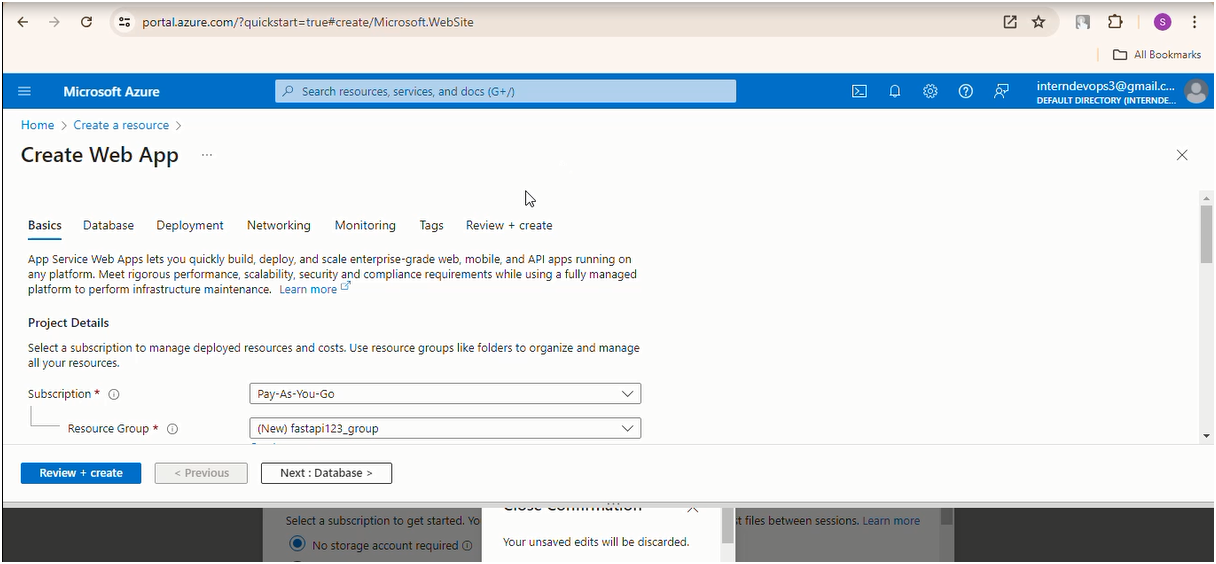 portal.azure.com/?quickstart=true#create/Microsoft.WebSite
S
All Bookmarks
Microsoft Azure
Search resources, services, and docs (G+/)
interndevops3@gmail.c...
DEFAULT DIRECTORY (INTERNDE...
Home > Create a resource >
Create Web App ...
Basics Database Deployment Networking Monitoring Tags Review + create
App Service Web Apps lets you quickly build, deploy, and scale enterprise-grade web, mobile, and API apps running on
any platform. Meet rigorous performance, scalability, security and compliance requirements while using a fully managed
platform to perform infrastructure maintenance. Learn more
Project Details
Select a subscription to manage deployed resources and costs. Use resource groups like folders to organize and manage
all your resources.
Subscription * Pay-As-You-Go
Resource Group * (New) fastapi123_group
Review + create < Previous Next : Database >
Close Confirmation
Select a subscription to get started. Yo
t files between sessions. Learn more
No storage account required
Your unsaved edits will be discarded.